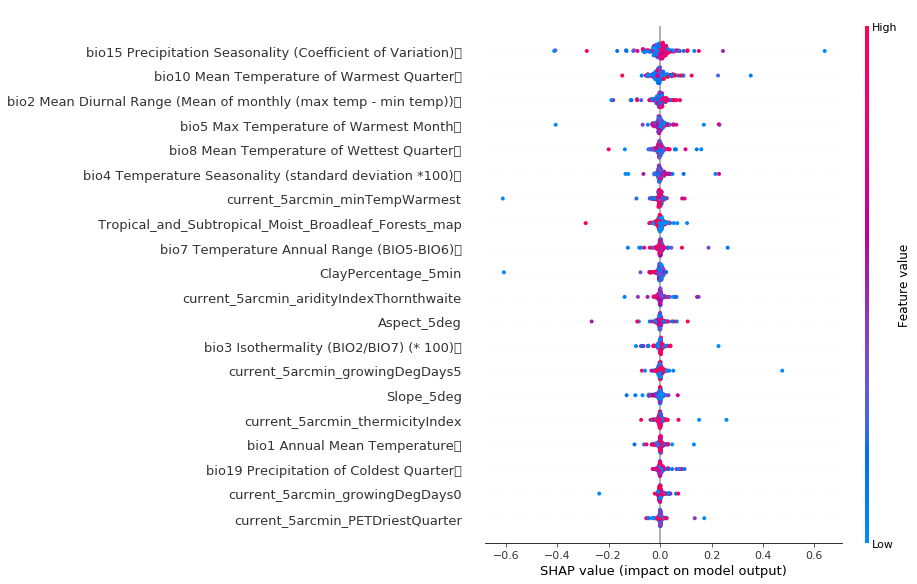 High
bio15 Precipitation Seasonality (Coefficient of Variation)
bio10 Mean Temperature of Warmest Quarter
bio2 Mean Diurnal Range (Mean of monthly (max temp - min temp))
bio5 Max Temperature of Warmest Month
bio8 Mean Temperature of Wettest Quarter
bio4 Temperature Seasonality (standard deviation *100)
current_5arcmin_minTempWarmest
Tropical_and_Subtropical_Moist_Broadleaf_Forests_map
bio7 Temperature Annual Range (BIO5-BIO6)
ClayPercentage_5min
current_5arcmin_aridityIndexThornthwaite
Aspect_5deg
bio3 Isothermality (BIO2/BIO7) (* 100)
current_5arcmin_growingDegDays5
Slope_5deg
current_5arcmin_thermicityIndex
bio1 Annual Mean Temperature
bio19 Precipitation of Coldest Quarter
current_5arcmin_growingDegDays0
current_5arcmin_PETDriestQuarter
Feature value
Low
−0.6 −0.4 −0.2 0.0 0.2 0.4 0.6
SHAP value (impact on model output)